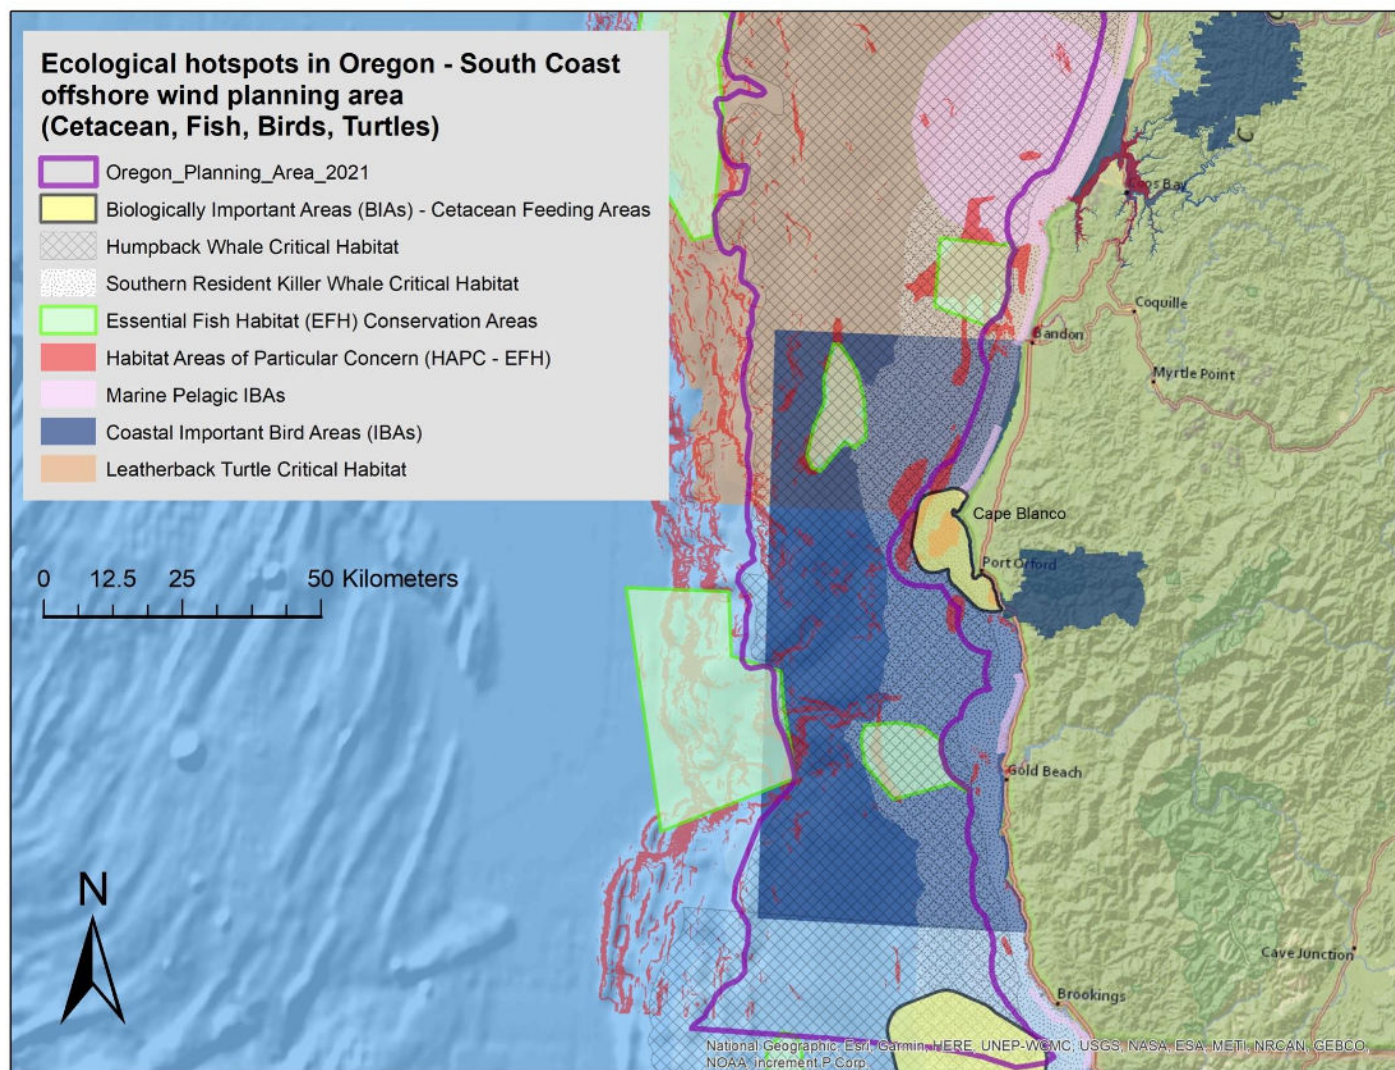 Ecological hotspots in Oregon - South Coast
offshore wind planning area
(Cetacean, Fish, Birds, Turtles)
Oregon_Planning_Area_2021
Biologically Important Areas (BIAs) - Cetacean Feeding Areas
Humpback Whale Critical Habitat
Southern Resident Killer Whale Critical Habitat
Essential Fish Habitat (EFH) Conservation Areas
Habitat Areas of Particular Concern (HAPC - EFH)
Marine Pelagic IBAs
Coastal Important Bird Areas (IBAs)
Leatherback Turtle Critical Habitat
Coos Bay
Coquille
Bandon
Myrtle Point
Cape Blanco
Port Orford
0 12.5 25 50 Kilometers
Gold Beach
N
Cave Junction
Brookings
National Geographic, Esri, Garmin, HERE, UNEP-WCMC, USGS, NASA, ESA, METI, NRCAN, GEBCO,
NOAA, increment P Corp.